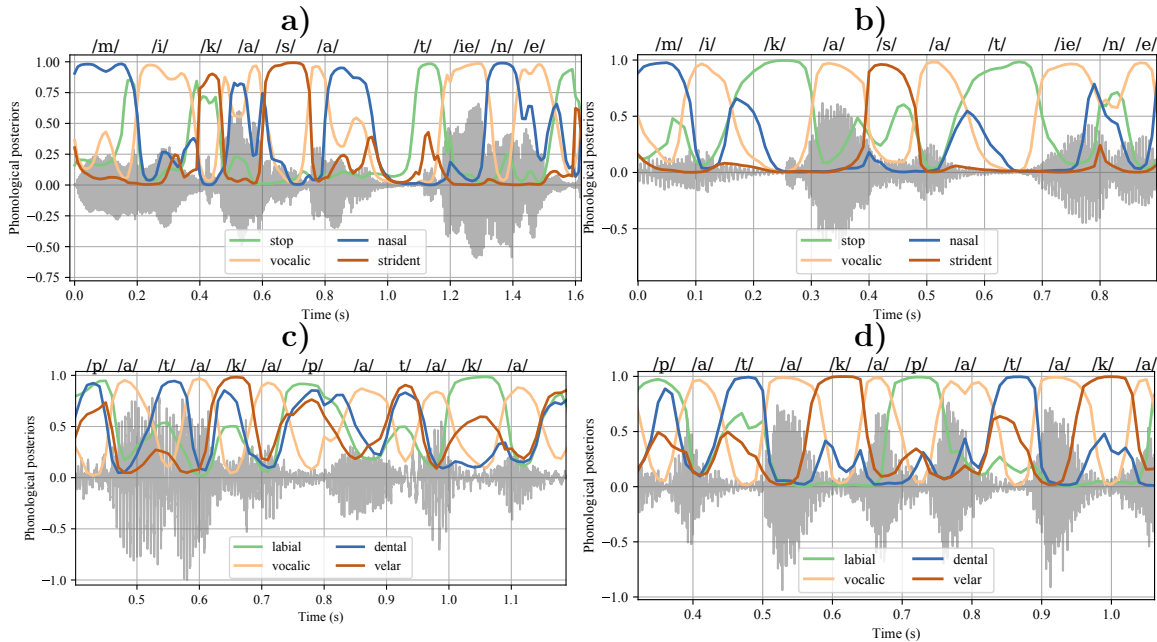 a)
/m/ /i/ /k/ /a/ /s/ /a/ /t/ /ie/ /n/ /e/
1.00
0.75
0.50
0.25
0.00
−0.25
−0.50
−0.75
Phonological posteriors
stop nasal
vocalic strident
0.0 0.2 0.4 0.6 0.8 1.0 1.2 1.4 1.6
Time (s)
b)
/m/ /i/ /k/ /a/ /s/ /a/ /t/ /ie/ /n/ /e/
1.0
0.5
0.0
−0.5
Phonological posteriors
stop nasal
vocalic strident
0.0 0.1 0.2 0.3 0.4 0.5 0.6 0.7 0.8
Time (s)
c)
/p/ /a/ /t/ /a/ /k/ /a/ /p/ /a/ t/ /a/ /k/ /a/
1.0
0.5
0.0
−0.5
−1.0
Phonological posteriors
labial dental
vocalic velar
0.5 0.6 0.7 0.8 0.9 1.0 1.1
Time (s)
d)
/p/ /a/ /t/ /a/ /k/ /a/ /p/ /a/ /t/ /a/ /k/ /a/
1.0
0.5
0.0
−0.5
−1.0
Phonological posteriors
labial dental
vocalic velar
0.4 0.5 0.6 0.7 0.8 0.9 1.0
Time (s)